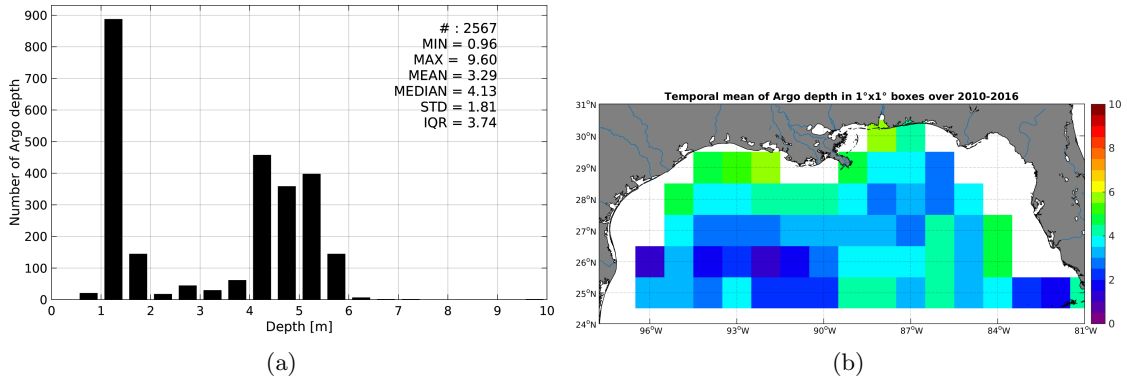 900
800
700
600
500
400
300
200
100
0
Number of Argo depth
# : 2567
MIN = 0.96
MAX = 9.60
MEAN = 3.29
MEDIAN = 4.13
STD = 1.81
IQR = 3.74
0 1 2 3 4 5 6 7 8 9 10
Depth [m]
(a)
Temporal mean of Argo depth in 1°x1° boxes over 2010-2016
31°N
30°N
29°N
28°N
27°N
26°N
25°N
24°N
96°W 93°W 90°W 87°W 84°W 81°W
10
8
6
4
2
0
(b)